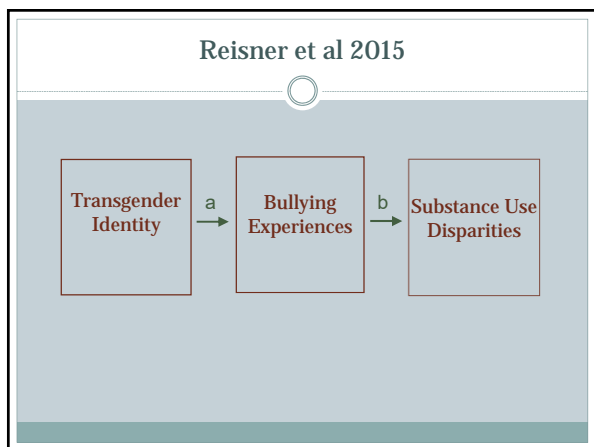 Reisner et al 2015
Transgender
Identity
a
Bullying
Experiences
b
Substance Use
Disparities